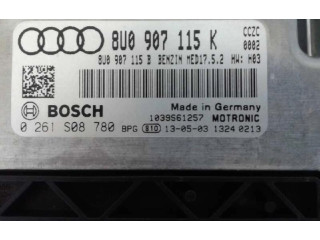 8U0 907 115 K
CCZC
0002
8U0 907 115 B BENZIN MED17.5.2 HW: H03
BOSCH
Made in Germany
1039S61257 MOTRONIC
0 261 S08 780 BPG 810 13-05-03 1324 0213